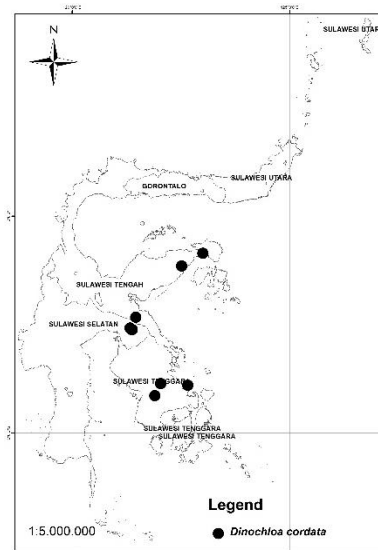 N
SULAWESI UTAR
SULAWESI UTARA
GORONTALO
SULAWESI TENGAH
SULAWESI SELATAN
SULAWESI TENGGARA
SULAWESI TENGGARA
SULAWESI TENGGARA
Legend
1:5.000.000
Dinochloa cordata